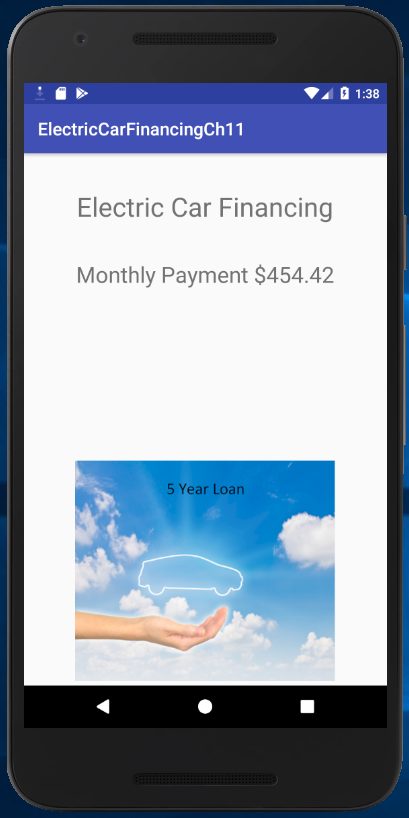 1:38
ElectricCarFinancingCh11
Electric Car Financing
Monthly Payment $454.42
5 Year Loan